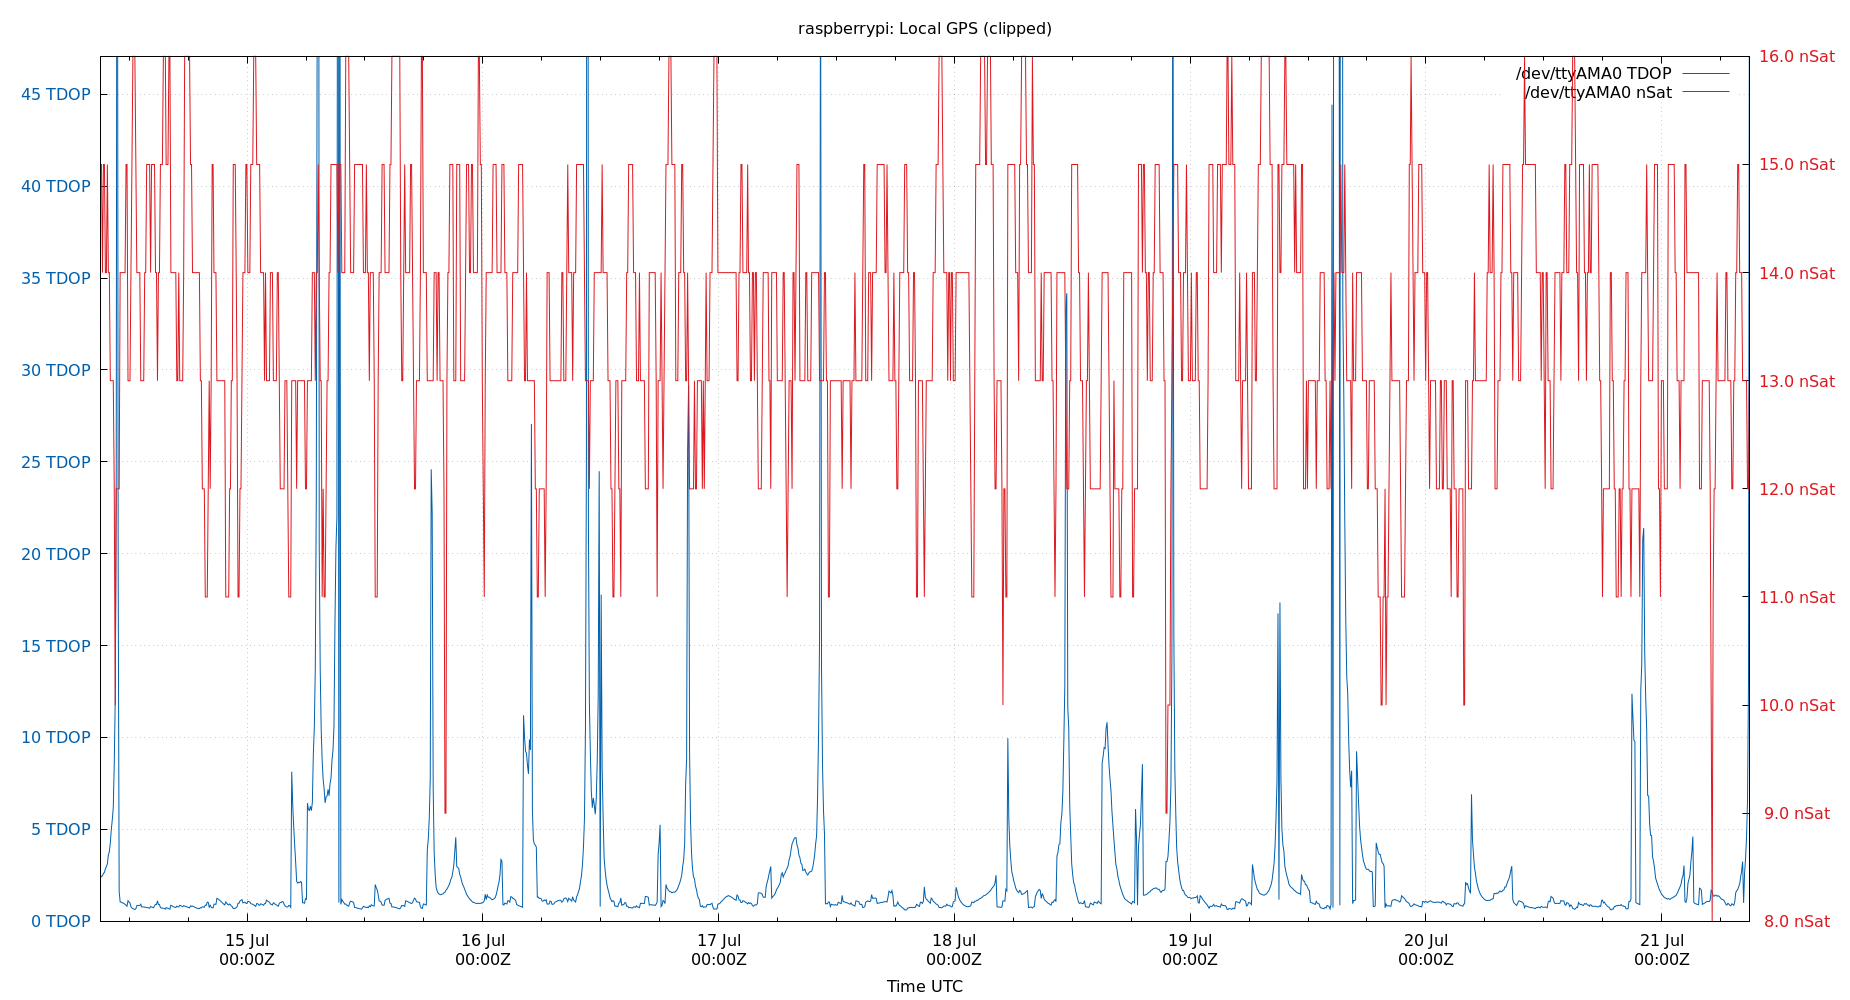 raspberrypi: Local GPS (clipped)
/dev/ttyAMA0 TDOP
/dev/ttyAMA0 nSat
45 TDOP
40 TDOP
35 TDOP
30 TDOP
25 TDOP
20 TDOP
15 TDOP
10 TDOP
5 TDOP
0 TDOP
16.0 nSat
15.0 nSat
14.0 nSat
13.0 nSat
12.0 nSat
11.0 nSat
10.0 nSat
9.0 nSat
8.0 nSat
15 Jul
00:00Z
16 Jul
00:00Z
17 Jul
00:00Z
18 Jul
00:00Z
19 Jul
00:00Z
20 Jul
00:00Z
21 Jul
00:00Z
Time UTC